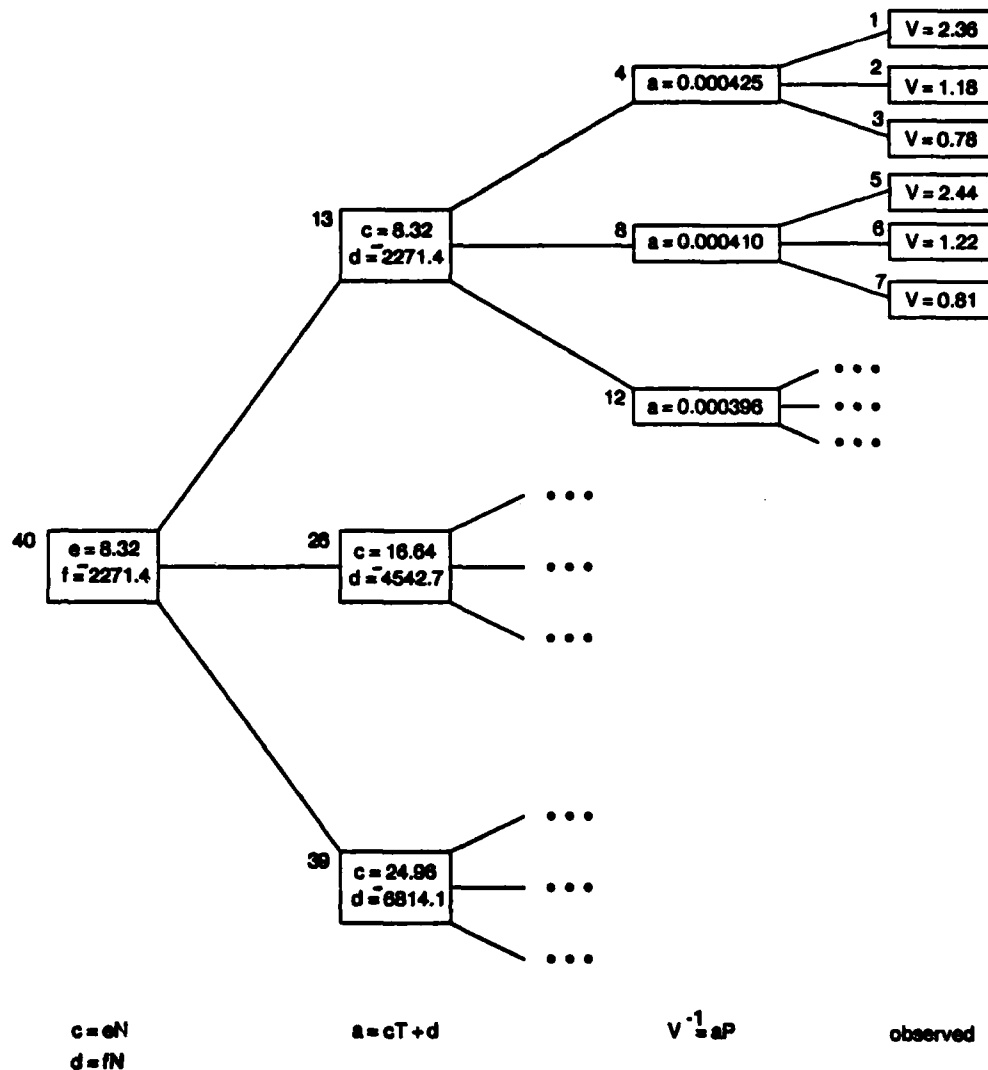 1
V = 2.36
2
4
V = 1.18
a = 0.000425
3
V = 0.78
5
V = 2.44
13
c = 8.32
d = -2271.4
8
a = 0.000410
6
V = 1.22
7
V = 0.81
12
a = 0.000396
• • •
• • •
• • •
40
e = 8.32
f = -2271.4
26
c = 16.64
d = -4542.7
• • •
• • •
• • •
39
c = 24.96
d = -6814.1
• • •
• • •
• • •
c = eN
d = fN
a = cT + d
V⁻¹ = aP
observed